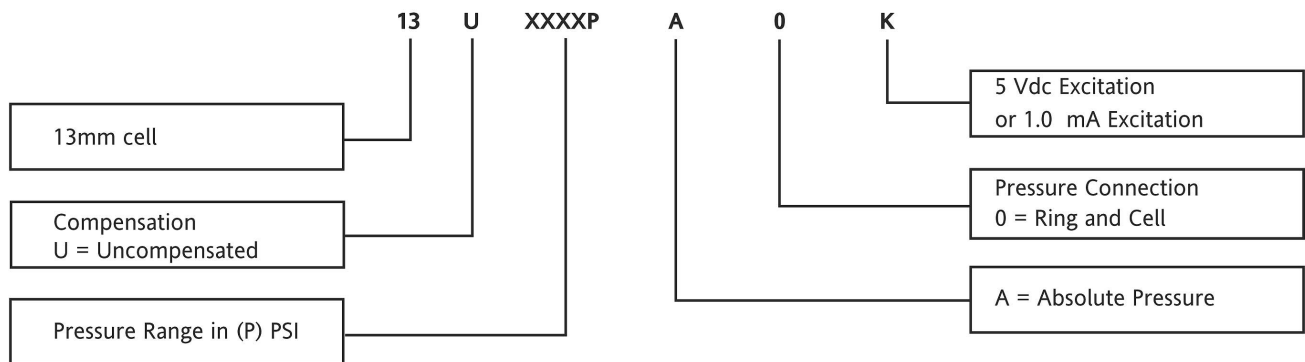 13 U XXXXP A 0 K
13mm cell
Compensation
U = Uncompensated
Pressure Range in (P) PSI
5 Vdc Excitation
or 1.0 mA Excitation
Pressure Connection
0 = Ring and Cell
A = Absolute Pressure